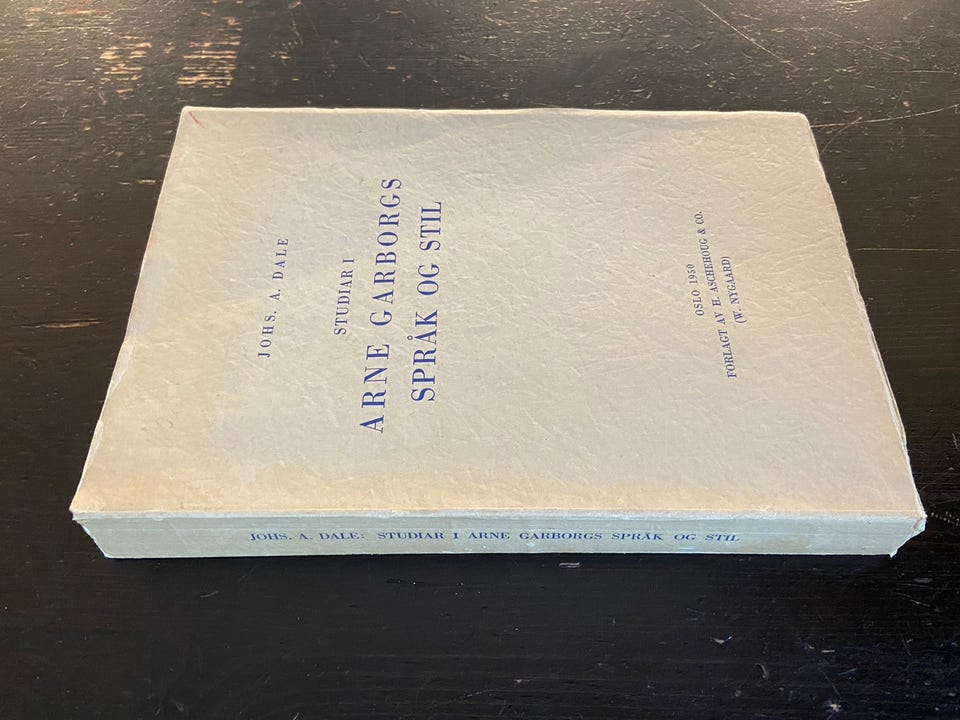 JOHS. A. DALE
STUDIAR I
ARNE GARBORGS
SPRÅK OG STIL
OSLO 1950
FORLAGT AV H. ASCHEHOUG & CO.
(W. NYGAARD)
JOHS. A. DALE: STUDIAR I ARNE GARBORGS SPRÅK OG STIL